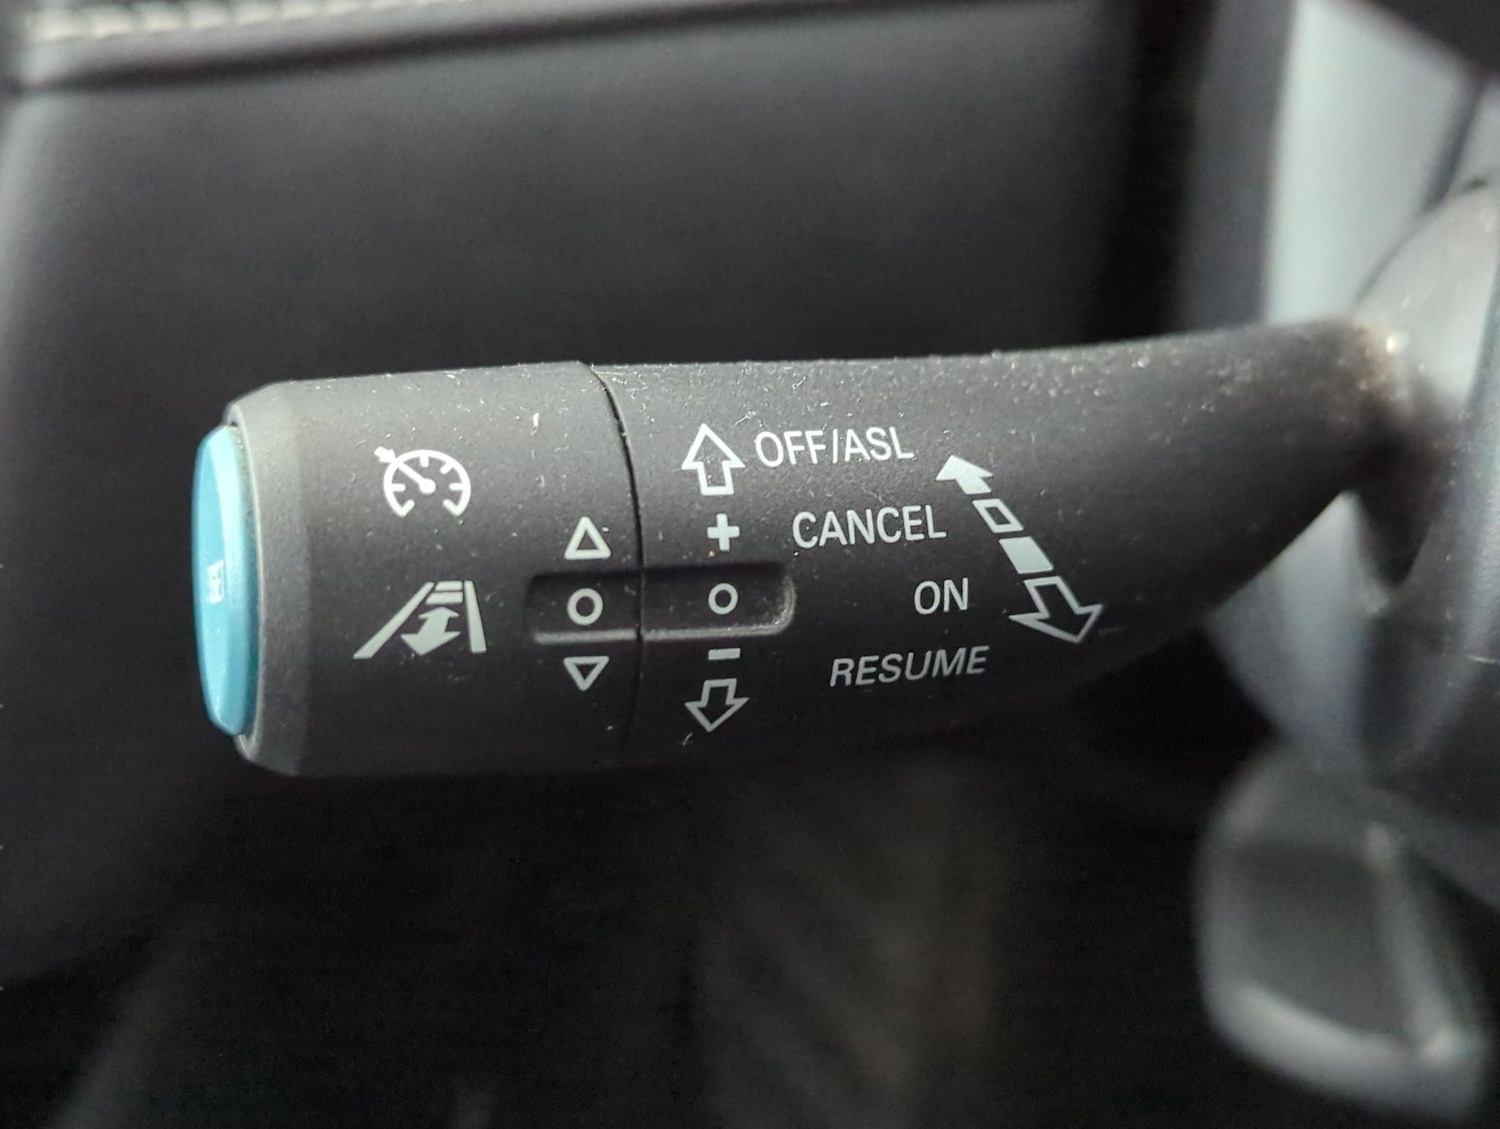 OFF/ASL
+
CANCEL
ON
−
RESUME